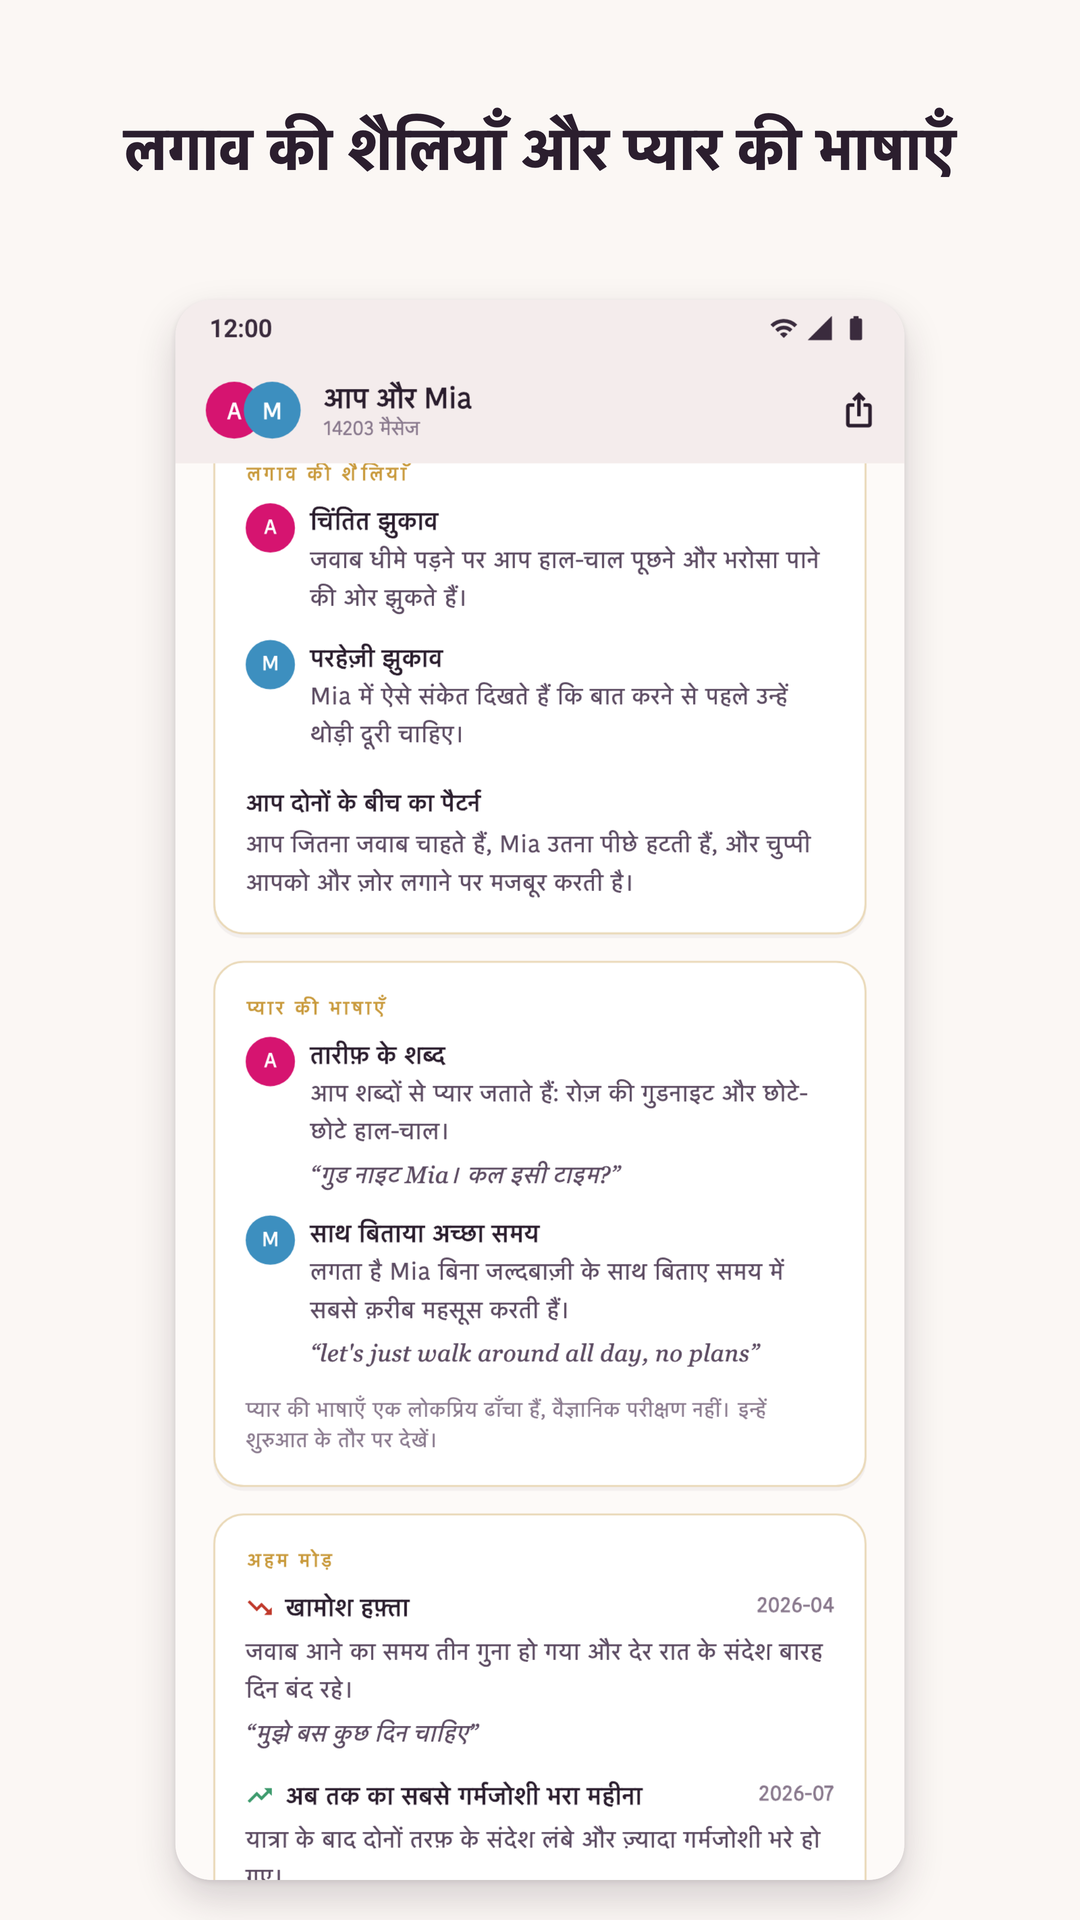 लगाव की शैलियाँ और प्यार की भाषाएँ
12:00
A M
आप और Mia
14203 मैसेज
लगाव की शैलियाँ
A
चिंतित झुकाव
जवाब धीमे पड़ने पर आप हाल-चाल पूछने और भरोसा पाने
की ओर झुकते हैं।
M
परहेज़ी झुकाव
Mia में ऐसे संकेत दिखते हैं कि बात करने से पहले उन्हें
थोड़ी दूरी चाहिए।
आप दोनों के बीच का पैटर्न
आप जितना जवाब चाहते हैं, Mia उतना पीछे हटती हैं, और चुप्पी
आपको और ज़ोर लगाने पर मजबूर करती है।
प्यार की भाषाएँ
A
तारीफ़ के शब्द
आप शब्दों से प्यार जताते हैं: रोज़ की गुडनाइट और छोटे-
छोटे हाल-चाल।
“गुड नाइट Mia। कल इसी टाइम?”
M
साथ बिताया अच्छा समय
लगता है Mia बिना जल्दबाज़ी के साथ बिताए समय में
सबसे क़रीब महसूस करती हैं।
“let's just walk around all day, no plans”
प्यार की भाषाएँ एक लोकप्रिय ढाँचा हैं, वैज्ञानिक परीक्षण नहीं। इन्हें
शुरुआत के तौर पर देखें।
अहम मोड़
खामोश हफ़्ता 2026-04
जवाब आने का समय तीन गुना हो गया और देर रात के संदेश बारह
दिन बंद रहे।
“मुझे बस कुछ दिन चाहिए”
अब तक का सबसे गर्मजोशी भरा महीना 2026-07
यात्रा के बाद दोनों तरफ़ के संदेश लंबे और ज़्यादा गर्मजोशी भरे हो
गए।